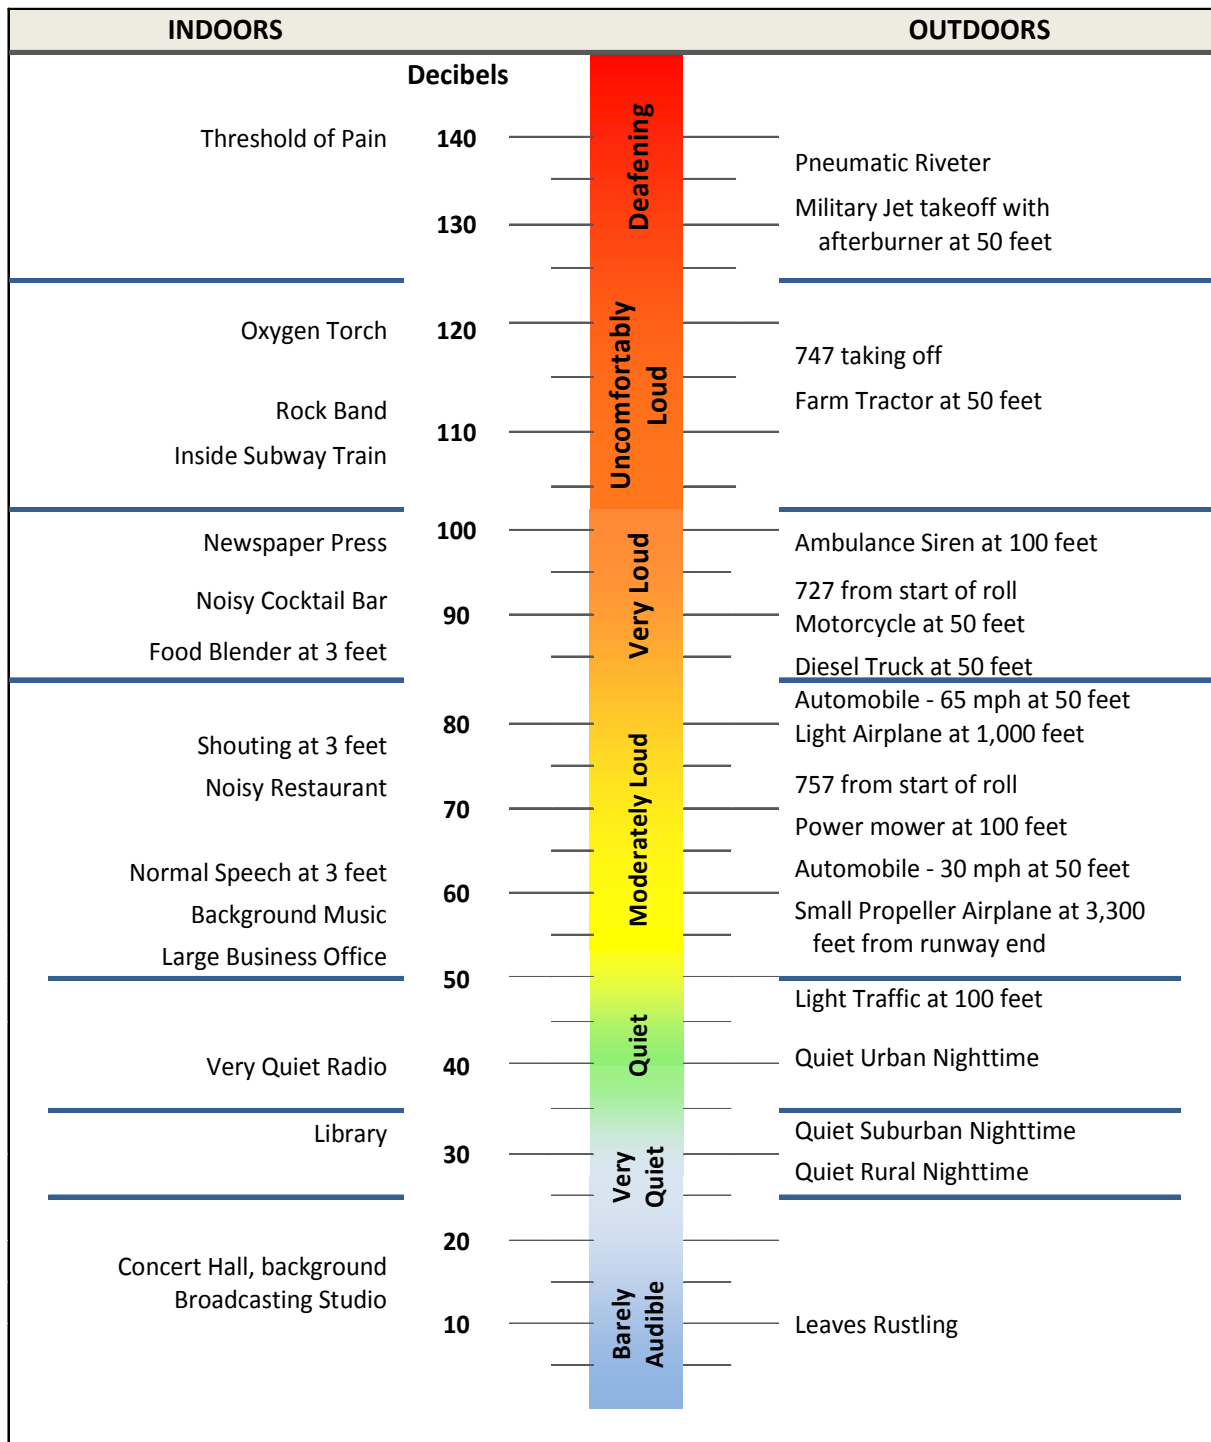 INDOORS OUTDOORS
Decibels
Deafening
Threshold of Pain 140
Pneumatic Riveter
130 Military Jet takeoff with
afterburner at 50 feet
Uncomfortably
Loud
Oxygen Torch 120
747 taking off
Rock Band Farm Tractor at 50 feet
110
Inside Subway Train
Very Loud
100
Newspaper Press Ambulance Siren at 100 feet
727 from start of roll
Noisy Cocktail Bar
90 Motorcycle at 50 feet
Food Blender at 3 feet
Diesel Truck at 50 feet
Moderately Loud
Automobile - 65 mph at 50 feet
80 Light Airplane at 1,000 feet
Shouting at 3 feet
Noisy Restaurant 757 from start of roll
70
Power mower at 100 feet
Normal Speech at 3 feet Automobile - 30 mph at 50 feet
60
Background Music Small Propeller Airplane at 3,300
feet from runway end
Large Business Office
50
Quiet
Light Traffic at 100 feet
Very Quiet Radio 40 Quiet Urban Nighttime
Very
Quiet
Library Quiet Suburban Nighttime
30
Quiet Rural Nighttime
20
Barely
Audible
Concert Hall, background
Broadcasting Studio
10 Leaves Rustling